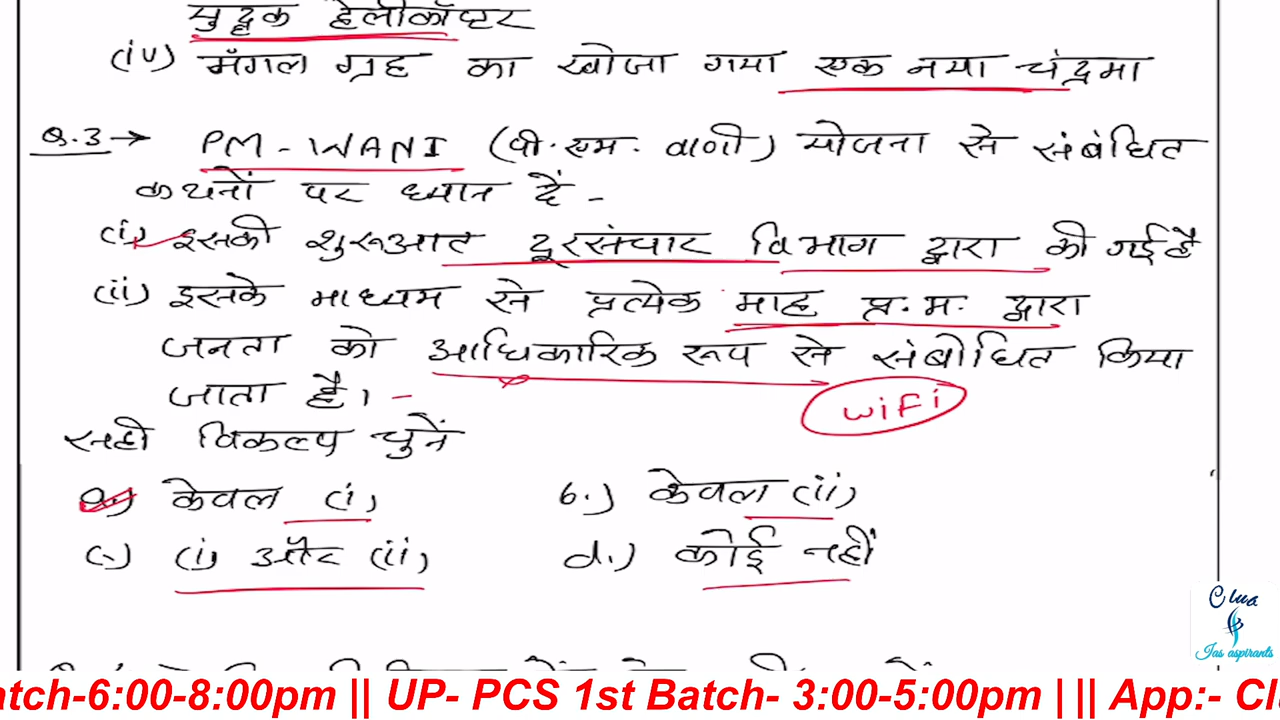 युद्धक हेलीकॉप्टर
(iv) मंगल ग्रह का खोजा गया एक नया चंद्रमा
Q.3→ PM-WANI (पी.एम. वाणी) योजना से संबंधित
कथनों पर ध्यान दें -
(i) इसकी शुरूआत दूरसंचार विभाग द्वारा की गई है
(ii) इसके माध्यम से प्रत्येक माह प्र.म. द्वारा
जनता को आधिकारिक रूप से संबोधित किया
जाता है। -
WiFi
सही विकल्प चुनें
a.) केवल (i) b.) केवल (ii)
c.) (i) और (ii) d.) कोई नहीं
Clua
Ias aspirants
atch-6:00-8:00pm || UP- PCS 1st Batch- 3:00-5:00pm | || App:- Cl